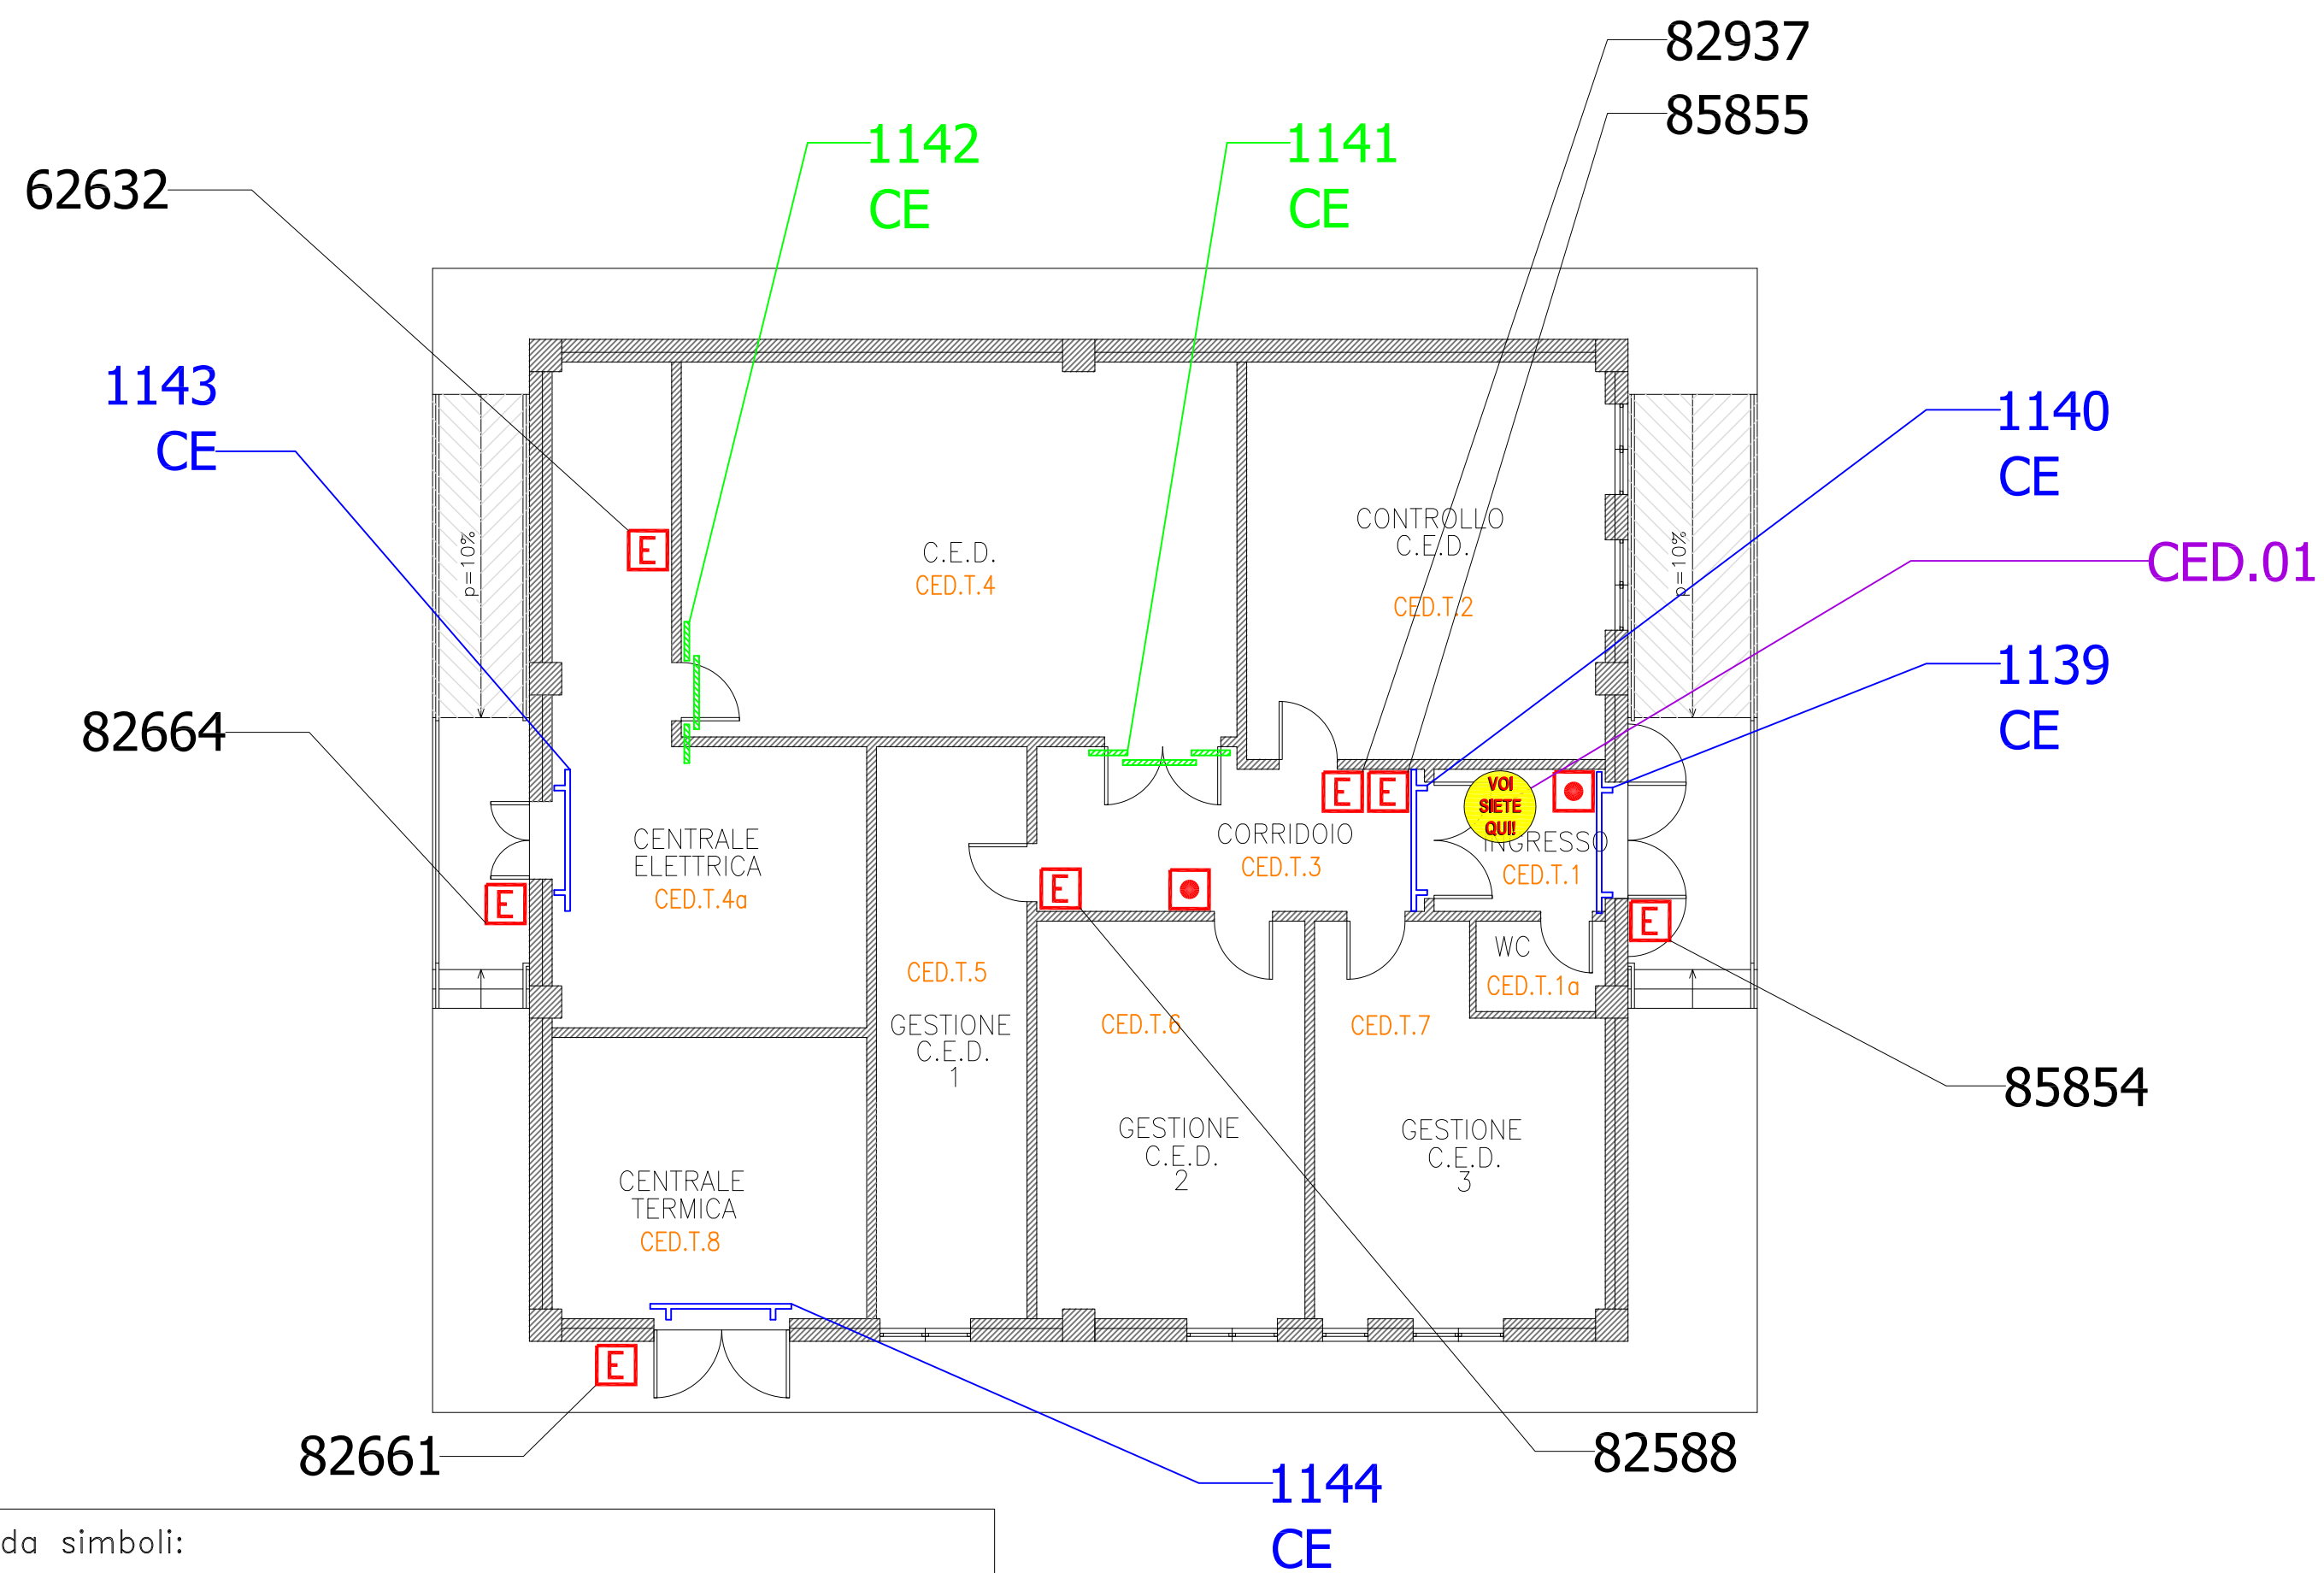 82937
85855
1142
CE
1141
CE
62632
1143
CE
1140
CE
CED.01
1139
CE
82664
p=10%
p=10%
C.E.D.
CED.T.4
CONTROLLO
C.E.D.
CED.T.2
E
E
E
VOI
SIETE
QUI!
INGRESSO
CED.T.1
CORRIDOIO
CED.T.3
CENTRALE
ELETTRICA
CED.T.4a
E
E
E
WC
CED.T.1a
CED.T.5
GESTIONE
C.E.D.
1
CED.T.6
GESTIONE
C.E.D.
2
CED.T.7
GESTIONE
C.E.D.
3
85854
CENTRALE
TERMICA
CED.T.8
E
82661
82588
1144
CE
da simboli: